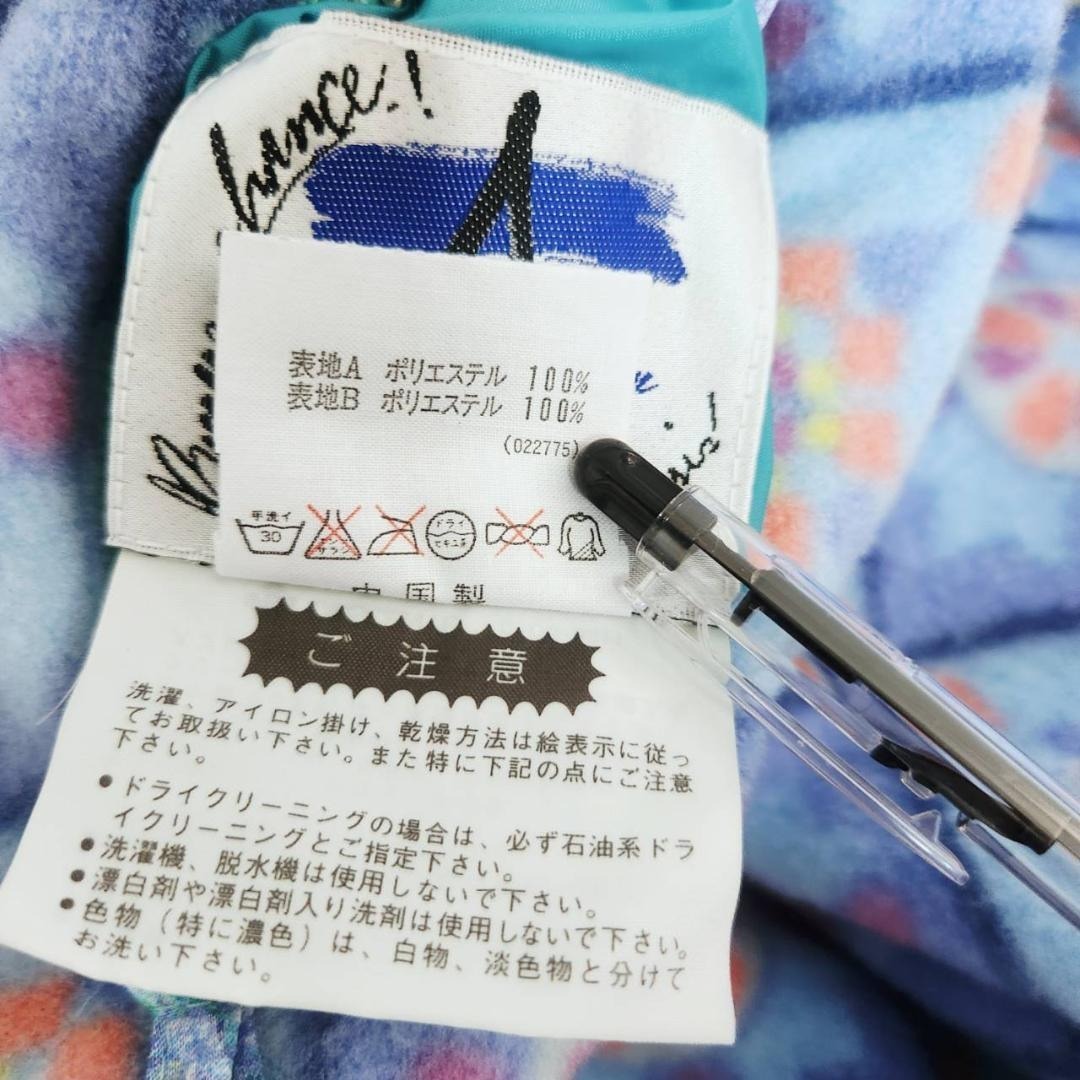 hance!
表地A ポリエステル 100%
表地B ポリエステル 100%
(022775)
手洗イ
30
サラシ
ドライ
セキユ系
中国製
ご注意
洗濯、アイロン掛け、乾燥方法は絵表示に従っ
てお取扱い下さい。また特に下記の点にご注意
下さい。
●ドライクリーニングの場合は、必ず石油系ドラ
イクリーニングとご指定下さい。
●洗濯機、脱水機は使用しないで下さい。
●漂白剤や漂白剤入り洗剤は使用しないで下さい。
●色物（特に濃色）は、白物、淡色物と分けて
お洗い下さい。